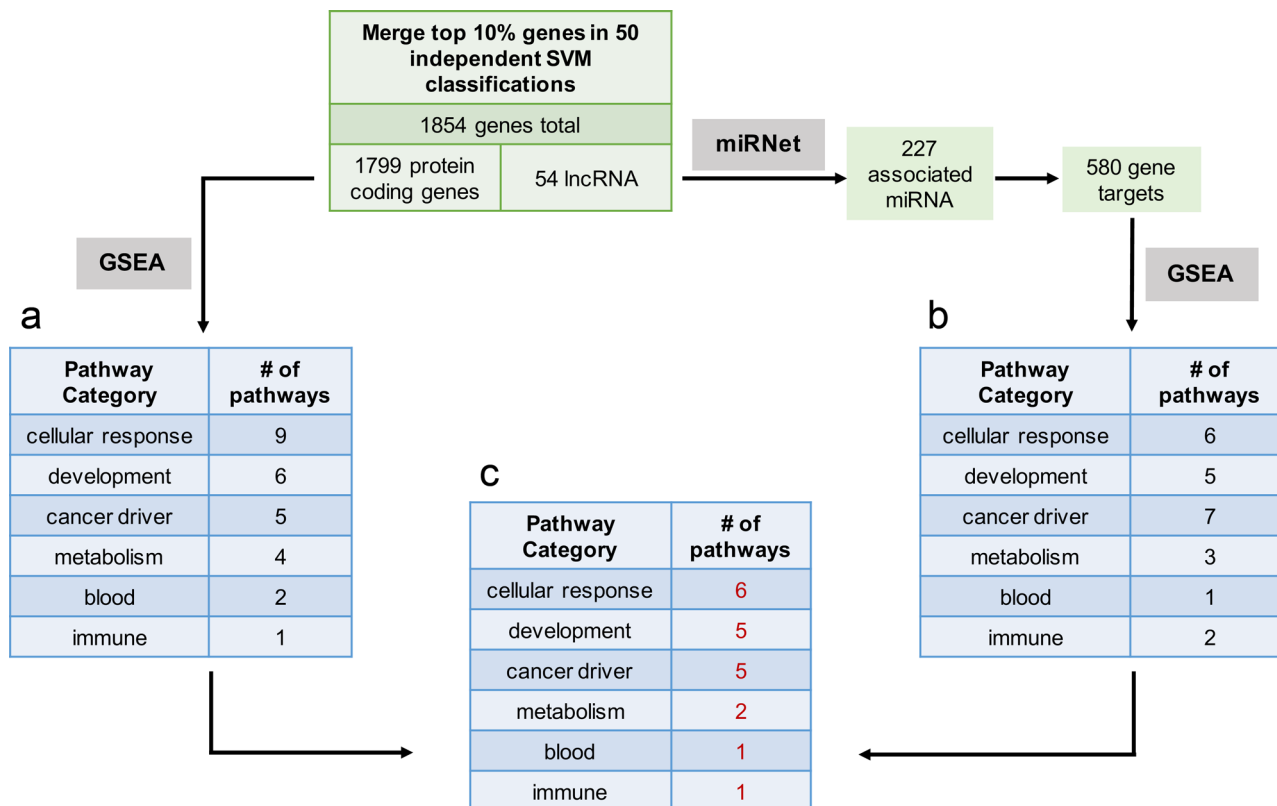 Merge top 10% genes in 50
independent SVM
classifications
1854 genes total
1799 protein
coding genes
54 lncRNA
miRNet
227
associated
miRNA
580 gene
targets
GSEA
GSEA
a
Pathway
Category
# of
pathways
cellular response 9
development 6
cancer driver 5
metabolism 4
blood 2
immune 1
b
Pathway
Category
# of
pathways
cellular response 6
development 5
cancer driver 7
metabolism 3
blood 1
immune 2
c
Pathway
Category
# of
pathways
cellular response 6
development 5
cancer driver 5
metabolism 2
blood 1
immune 1